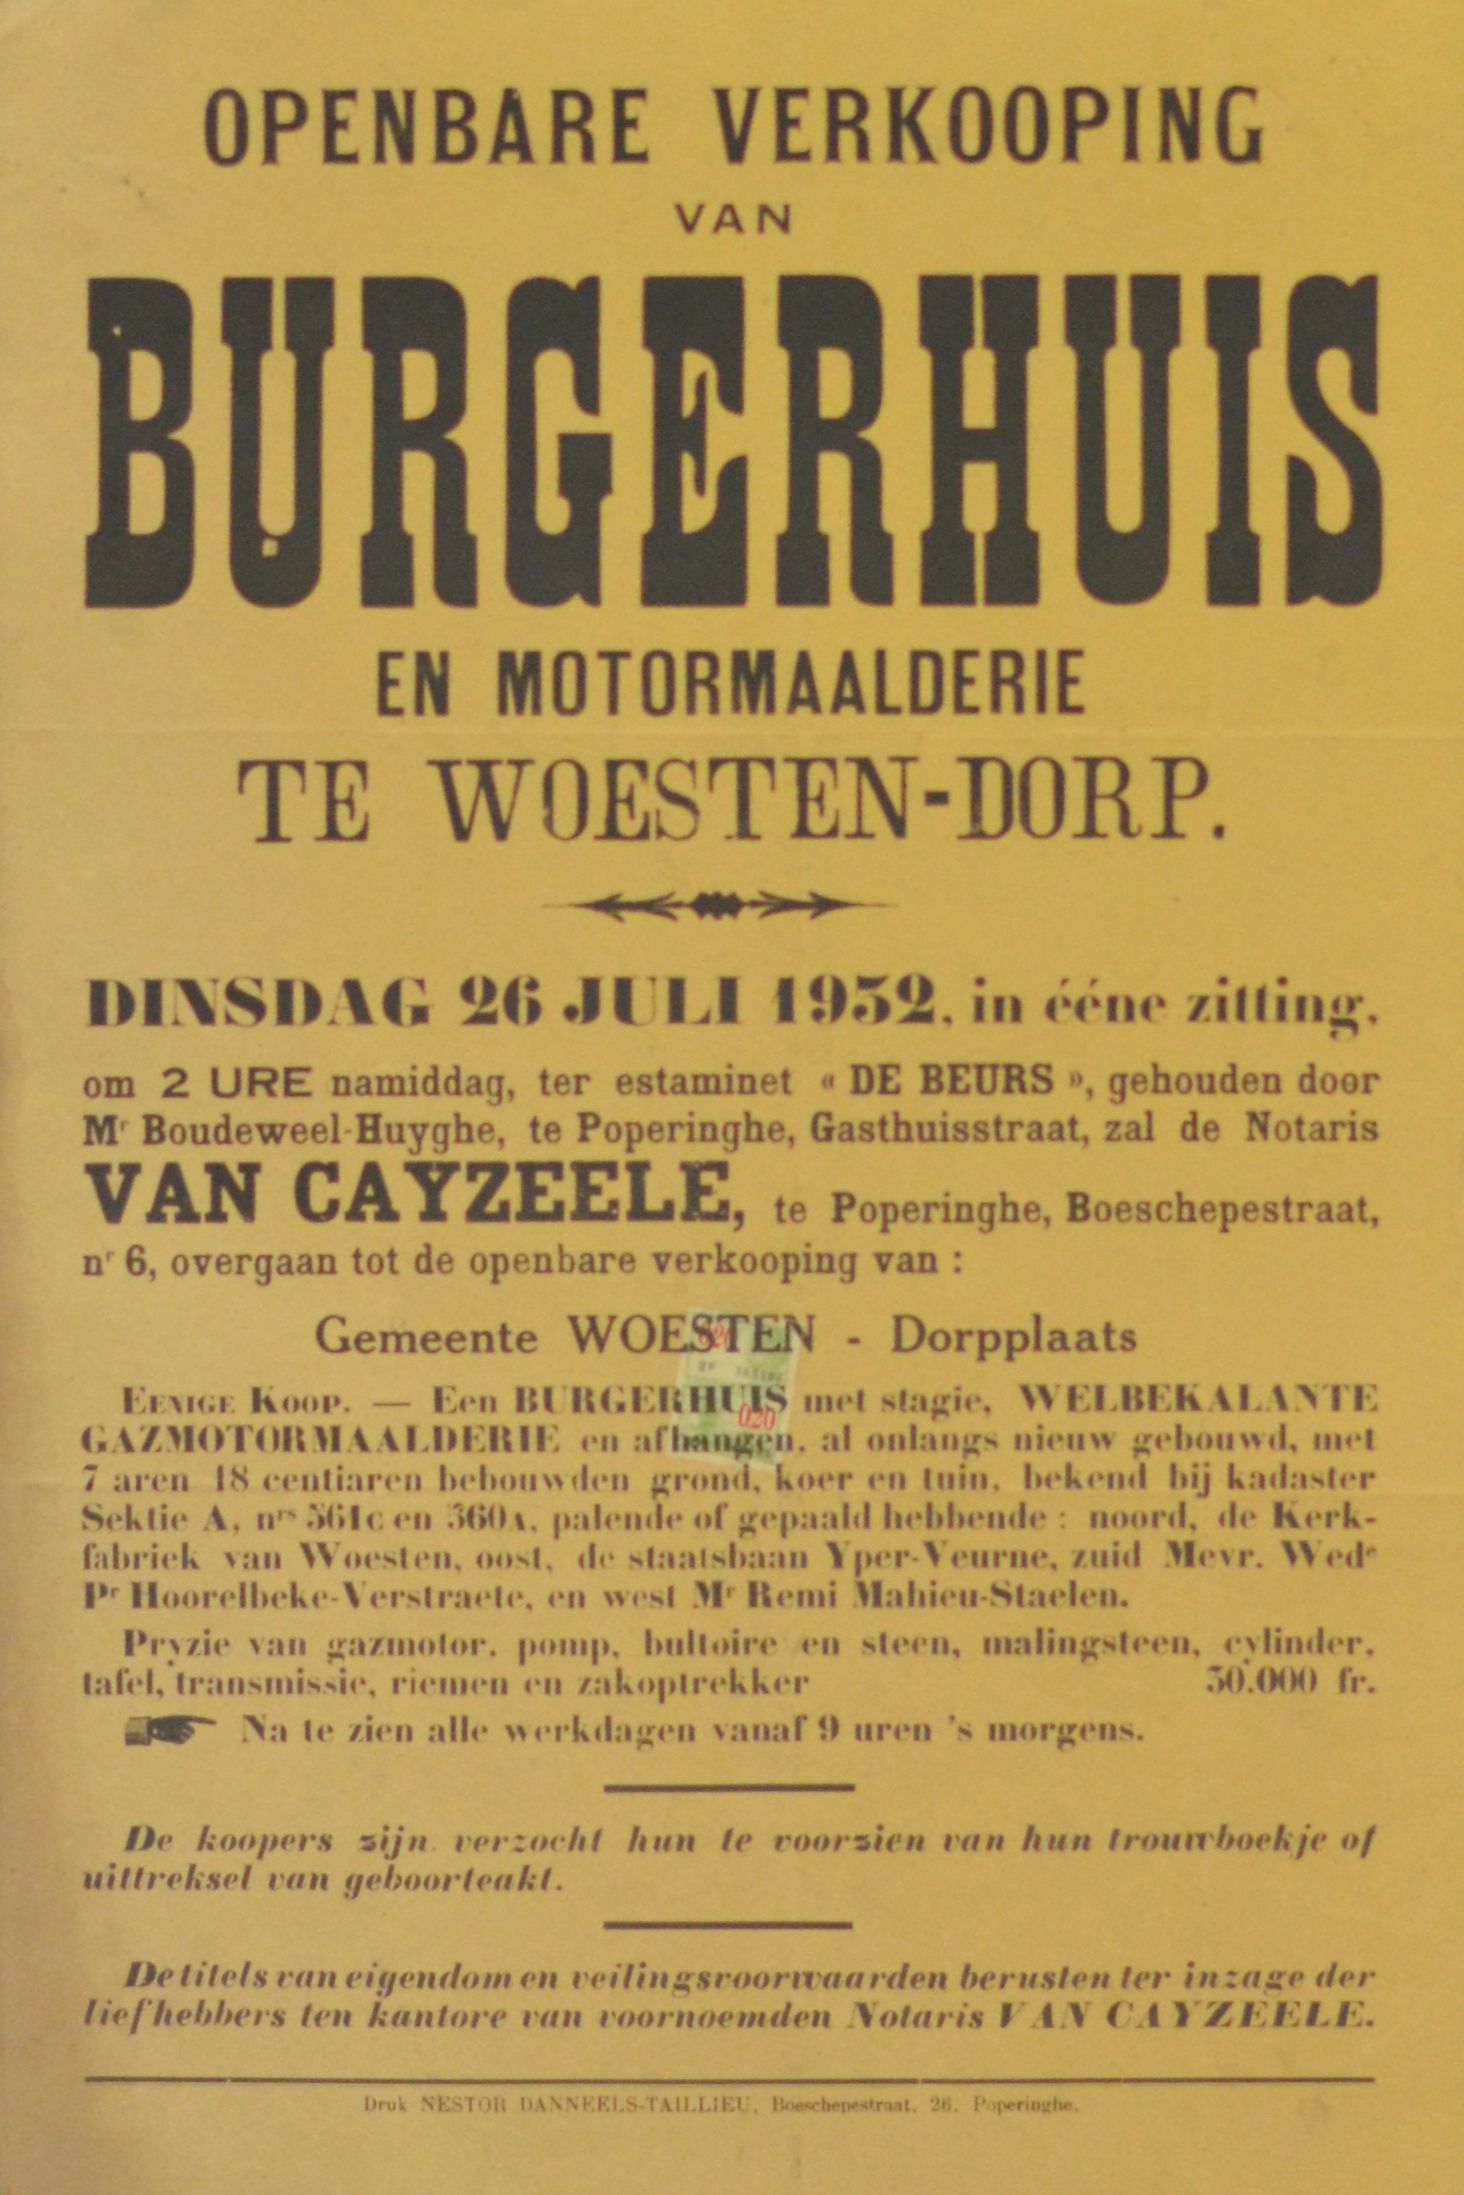 OPENBARE VERKOOPING
VAN
BURGERHUIS
EN MOTORMAALDERIE
TE WOESTEN-DORP.
DINSDAG 26 JULI 1932, in ééne zitting,
om 2 URE namiddag, ter estaminet « DE BEURS », gehouden door
Mr Boudeweel-Huyghe, te Poperinghe, Gasthuisstraat, zal de Notaris
VAN CAYZEELE, te Poperinghe, Boeschepestraat,
nr 6, overgaan tot de openbare verkooping van :
Gemeente WOESTEN - Dorpplaats
EENIGE KOOP. — Een BURGERHUIS met stagie, WELBEKALANTE
GAZMOTORMAALDERIE en afhangen, al onlangs nieuw gebouwd, met
7 aren 18 centiaren bebouwden grond, koer en tuin, bekend bij kadaster
Sektie A, nrs 361c en 360A, palende of gepaald hebbende : noord, de Kerk-
fabriek van Woesten, oost, de staatsbaan Yper-Veurne, zuid Mevr. Wede
Pr Hoorelbeke-Verstraete, en west Mr Remi Mahieu-Staelen.
Pryzie van gazmotor, pomp, bultoire en steen, malingsteen, cylinder,
tafel, transmissie, riemen en zakoptrekker 30.000 fr.
Na te zien alle werkdagen vanaf 9 uren 's morgens.
De koopers zijn verzocht hun te voorzien van hun trouwboekje of
uittreksel van geboorteakt.
De titels van eigendom en veilingsvoorwaarden berusten ter inzage der
liefhebbers ten kantore van voornoemden Notaris VAN CAYZEELE.
Druk NESTOR DANNEELS-TAILLIEU, Boeschepestraat, 26, Poperinghe.
020